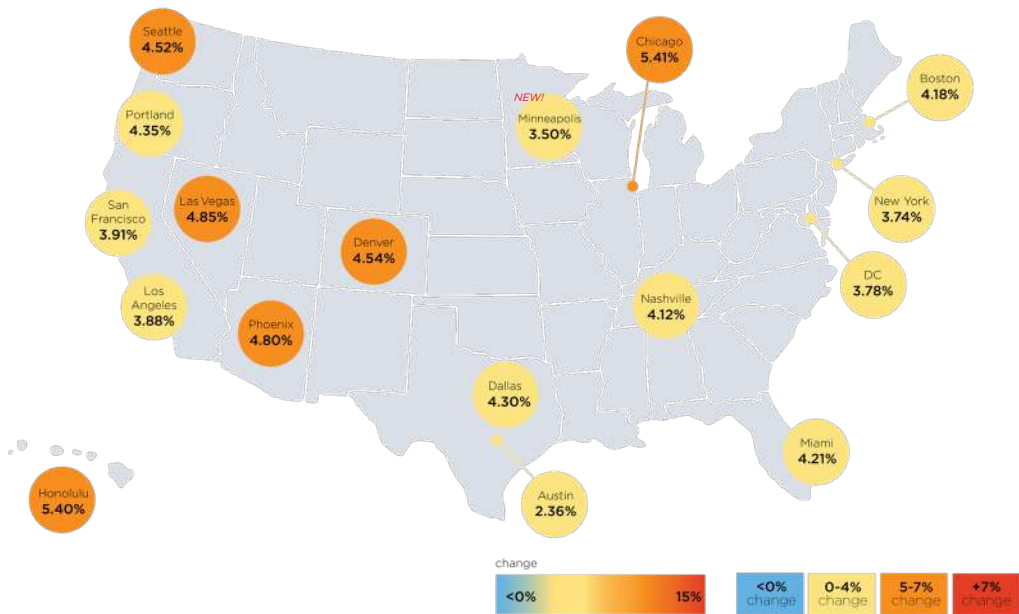 Seattle
4.52%
Chicago
5.41%
Boston
4.18%
NEW!
Minneapolis
3.50%
Portland
4.35%
Las Vegas
4.85%
San
Francisco
3.91%
New York
3.74%
Denver
4.54%
DC
3.78%
Los
Angeles
3.88%
Nashville
4.12%
Phoenix
4.80%
Dallas
4.30%
Miami
4.21%
Honolulu
5.40%
Austin
2.36%
change
<0% 15%
<0%
change
0-4%
change
5-7%
change
+7%
change